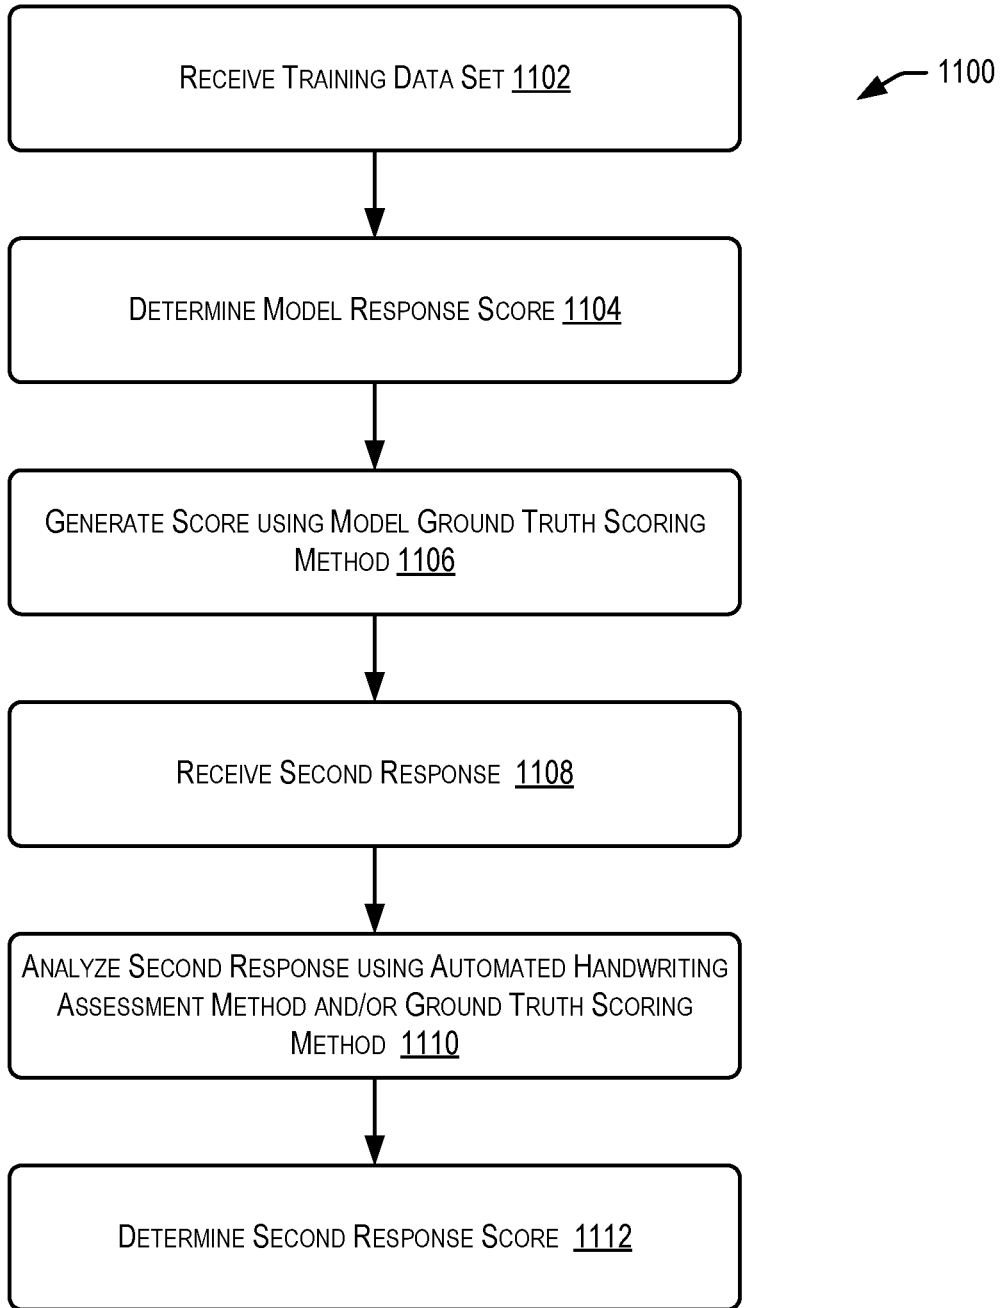 RECEIVE TRAINING DATA SET 1102
1100
DETERMINE MODEL RESPONSE SCORE 1104
GENERATE SCORE USING MODEL GROUND TRUTH SCORING
METHOD 1106
RECEIVE SECOND RESPONSE 1108
ANALYZE SECOND RESPONSE USING AUTOMATED HANDWRITING
ASSESSMENT METHOD AND/OR GROUND TRUTH SCORING
METHOD 1110
DETERMINE SECOND RESPONSE SCORE 1112